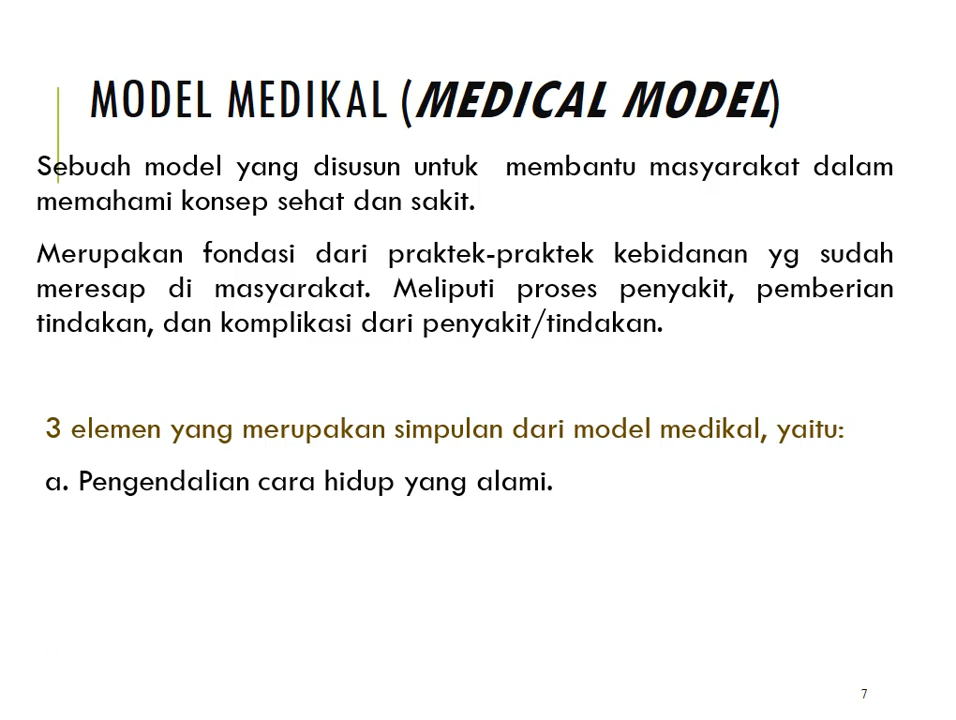 MODEL MEDIKAL (MEDICAL MODEL)
Sebuah model yang disusun untuk membantu masyarakat dalam
memahami konsep sehat dan sakit.
Merupakan fondasi dari praktek-praktek kebidanan yg sudah
meresap di masyarakat. Meliputi proses penyakit, pemberian
tindakan, dan komplikasi dari penyakit/tindakan.
3 elemen yang merupakan simpulan dari model medikal, yaitu:
a. Pengendalian cara hidup yang alami.
7